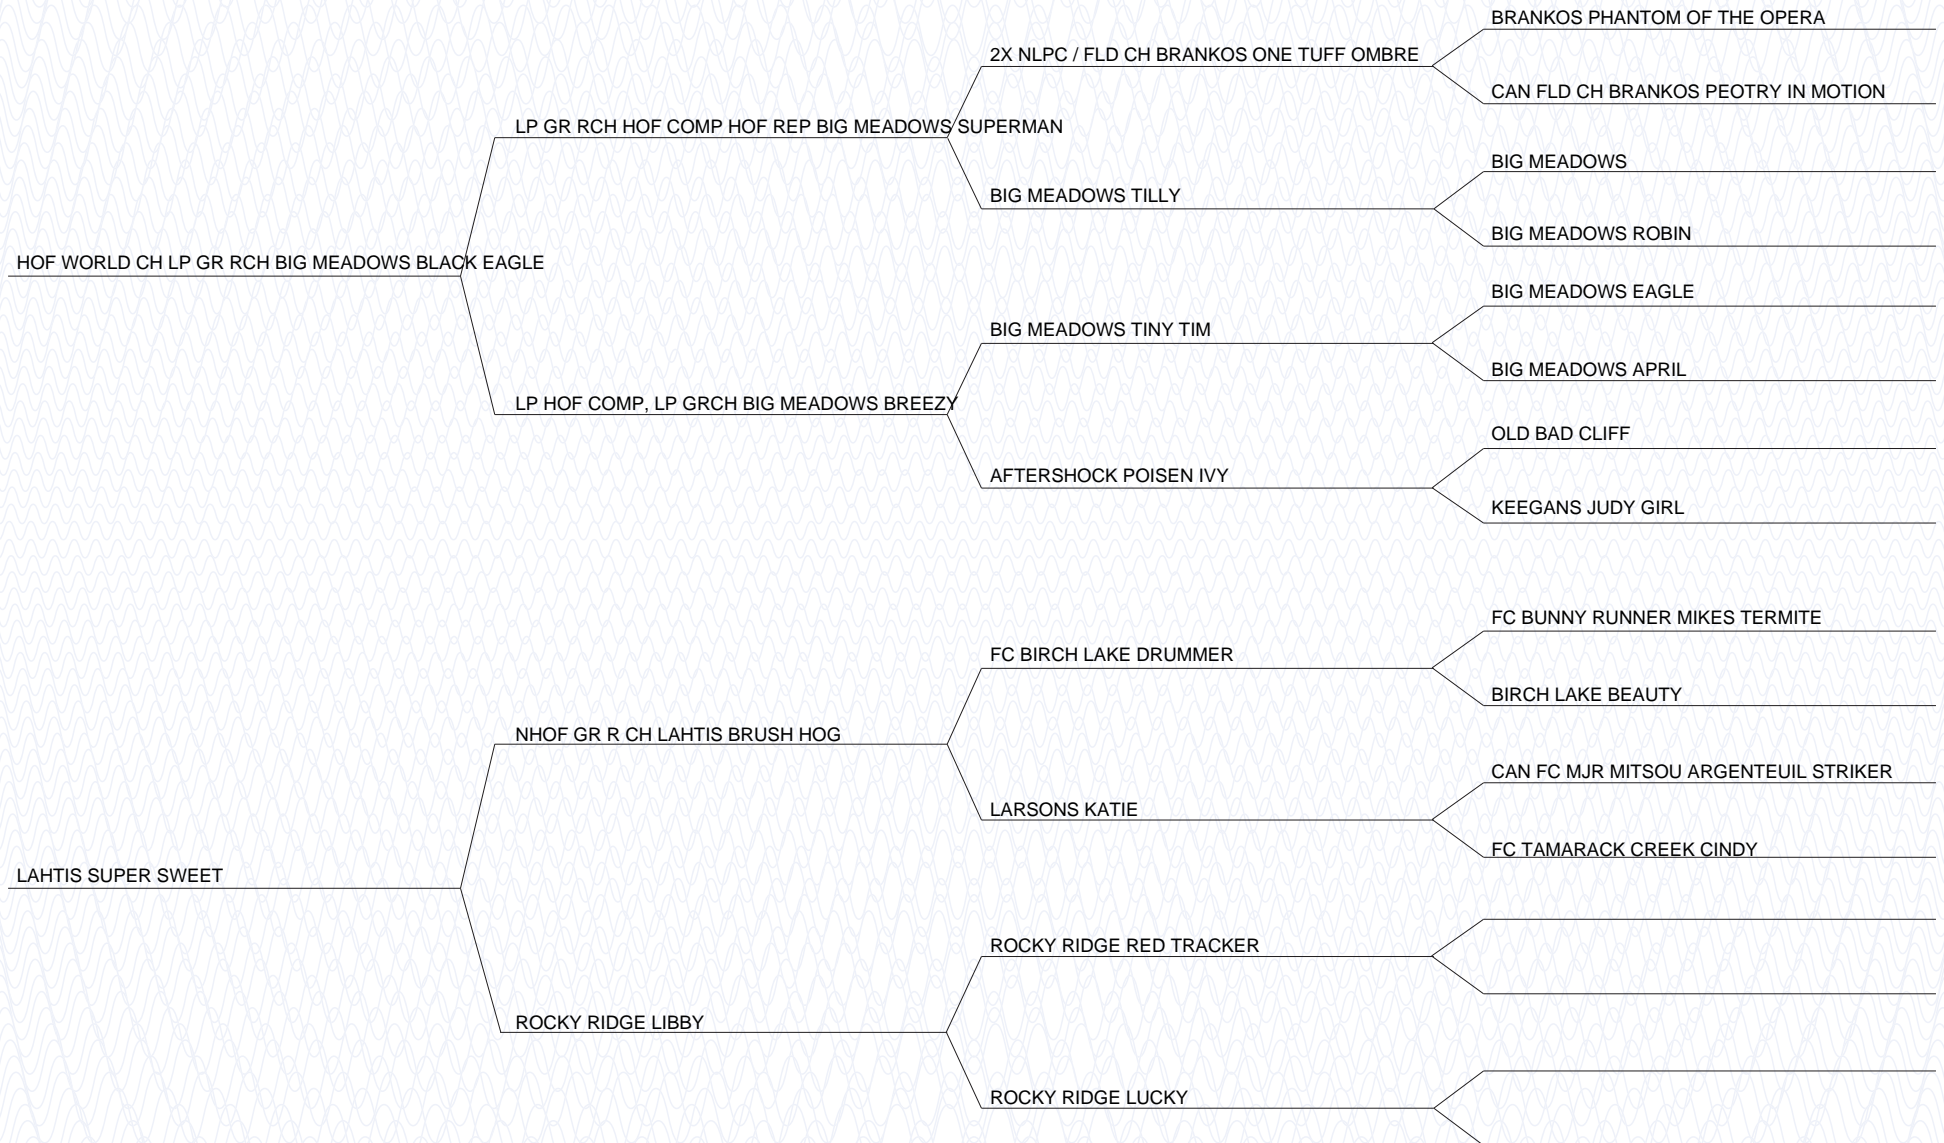 BRANKOS PHANTOM OF THE OPERA
2X NLPC / FLD CH BRANKOS ONE TUFF OMBRE
CAN FLD CH BRANKOS PEOTRY IN MOTION
LP GR RCH HOF COMP HOF REP BIG MEADOWS SUPERMAN
BIG MEADOWS
BIG MEADOWS TILLY
BIG MEADOWS ROBIN
HOF WORLD CH LP GR RCH BIG MEADOWS BLACK EAGLE
BIG MEADOWS EAGLE
BIG MEADOWS TINY TIM
BIG MEADOWS APRIL
LP HOF COMP, LP GRCH BIG MEADOWS BREEZY
OLD BAD CLIFF
AFTERSHOCK POISEN IVY
KEEGANS JUDY GIRL
FC BUNNY RUNNER MIKES TERMITE
FC BIRCH LAKE DRUMMER
BIRCH LAKE BEAUTY
NHOF GR R CH LAHTIS BRUSH HOG
CAN FC MJR MITSOU ARGENTEUIL STRIKER
LARSONS KATIE
FC TAMARACK CREEK CINDY
LAHTIS SUPER SWEET
ROCKY RIDGE RED TRACKER
ROCKY RIDGE LIBBY
ROCKY RIDGE LUCKY